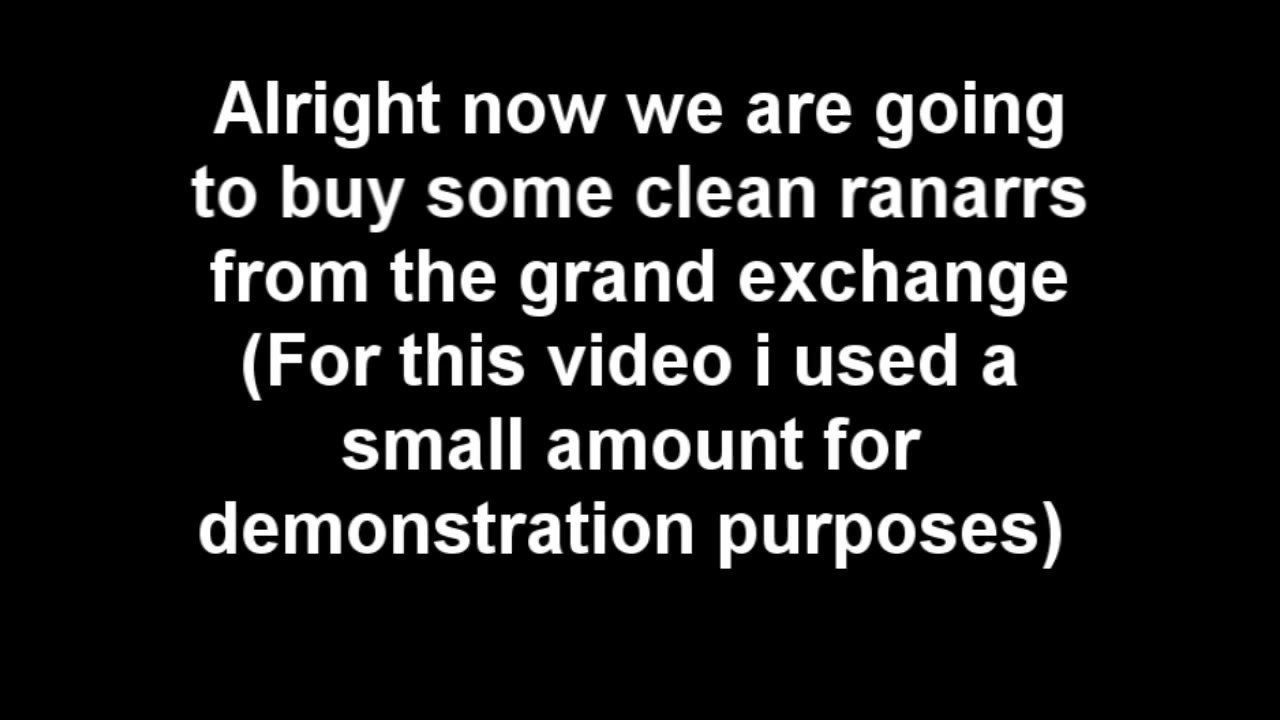 Alright now we are going
to buy some clean ranarrs
from the grand exchange
(For this video i used a
small amount for
demonstration purposes)